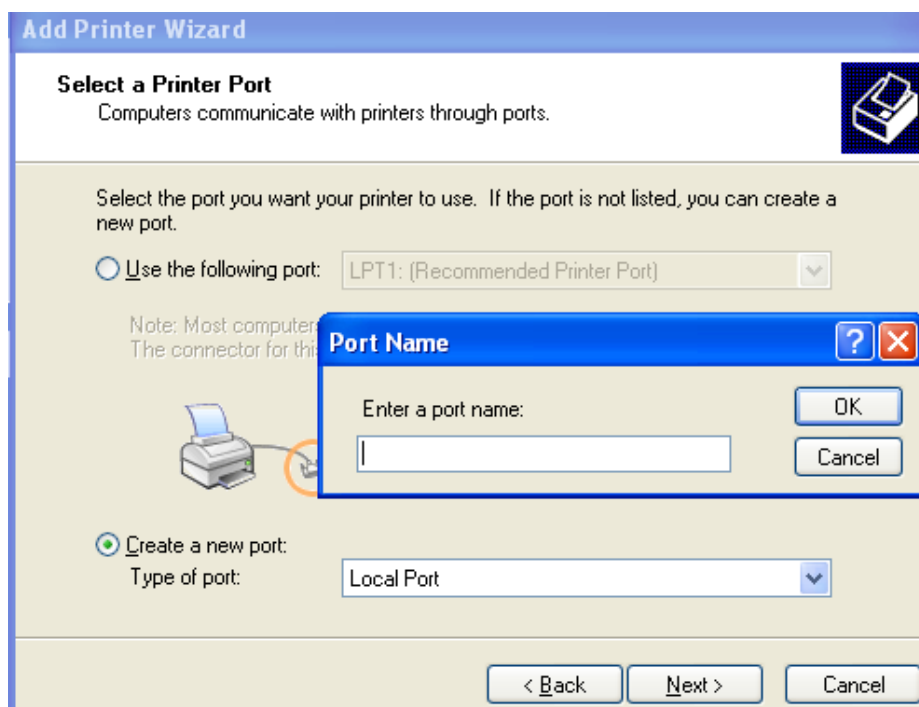 Add Printer Wizard
Select a Printer Port
Computers communicate with printers through ports.
Select the port you want your printer to use. If the port is not listed, you can create a
new port.
Use the following port:
LPT1: (Recommended Printer Port)
Note: Most computers
The connector for this
Port Name
Enter a port name:
OK
Cancel
Create a new port:
Type of port:
Local Port
< Back
Next >
Cancel